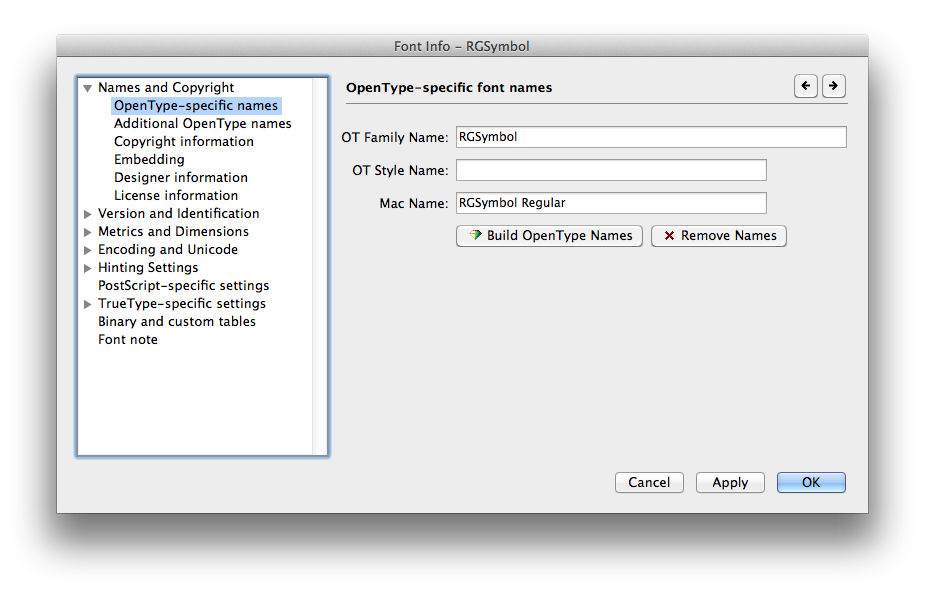 Font Info – RGSymbol
Names and Copyright
OpenType-specific names
Additional OpenType names
Copyright information
Embedding
Designer information
License information
Version and Identification
Metrics and Dimensions
Encoding and Unicode
Hinting Settings
PostScript-specific settings
TrueType-specific settings
Binary and custom tables
Font note
OpenType-specific font names
OT Family Name: RGSymbol
OT Style Name:
Mac Name: RGSymbol Regular
Build OpenType Names Remove Names
Cancel Apply OK